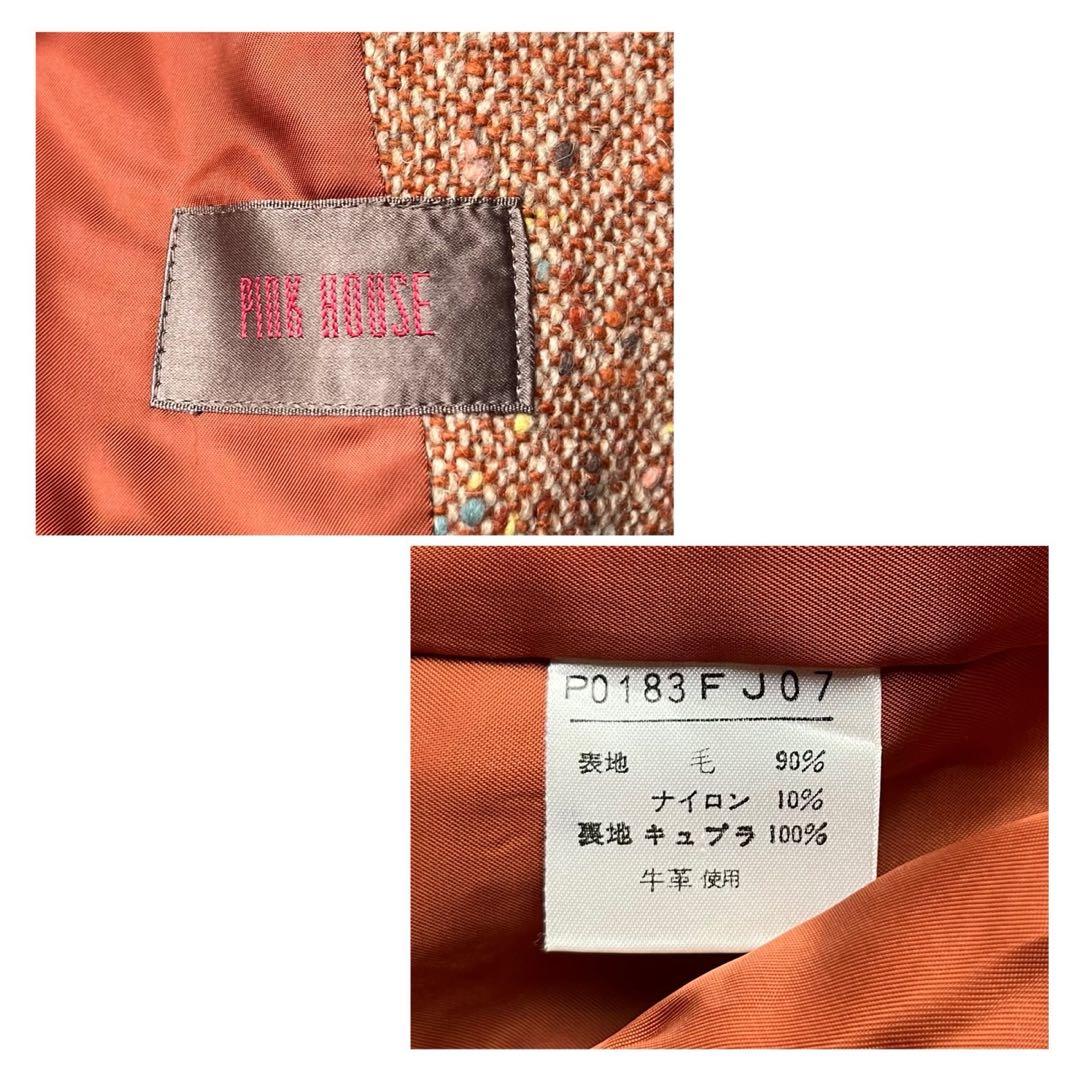 PINK HOUSE
P0183FJ07
表地 毛 90%
ナイロン 10%
裏地 キュプラ 100%
牛革 使用